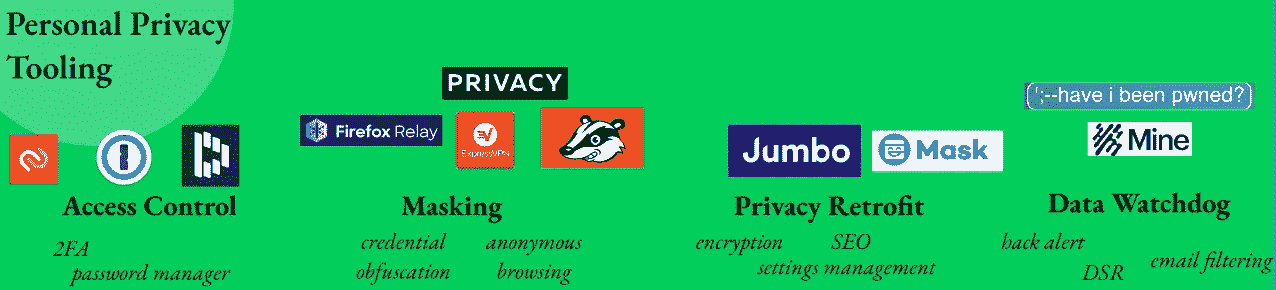 Personal Privacy
Tooling
PRIVACY
Firefox Relay
ExpressVPN
Jumbo
Mask
';--have i been pwned?
Mine
Access Control
Masking
Privacy Retrofit
Data Watchdog
2FA
password manager
credential
obfuscation
anonymous
browsing
encryption
SEO
settings management
hack alert
DSR
email filtering